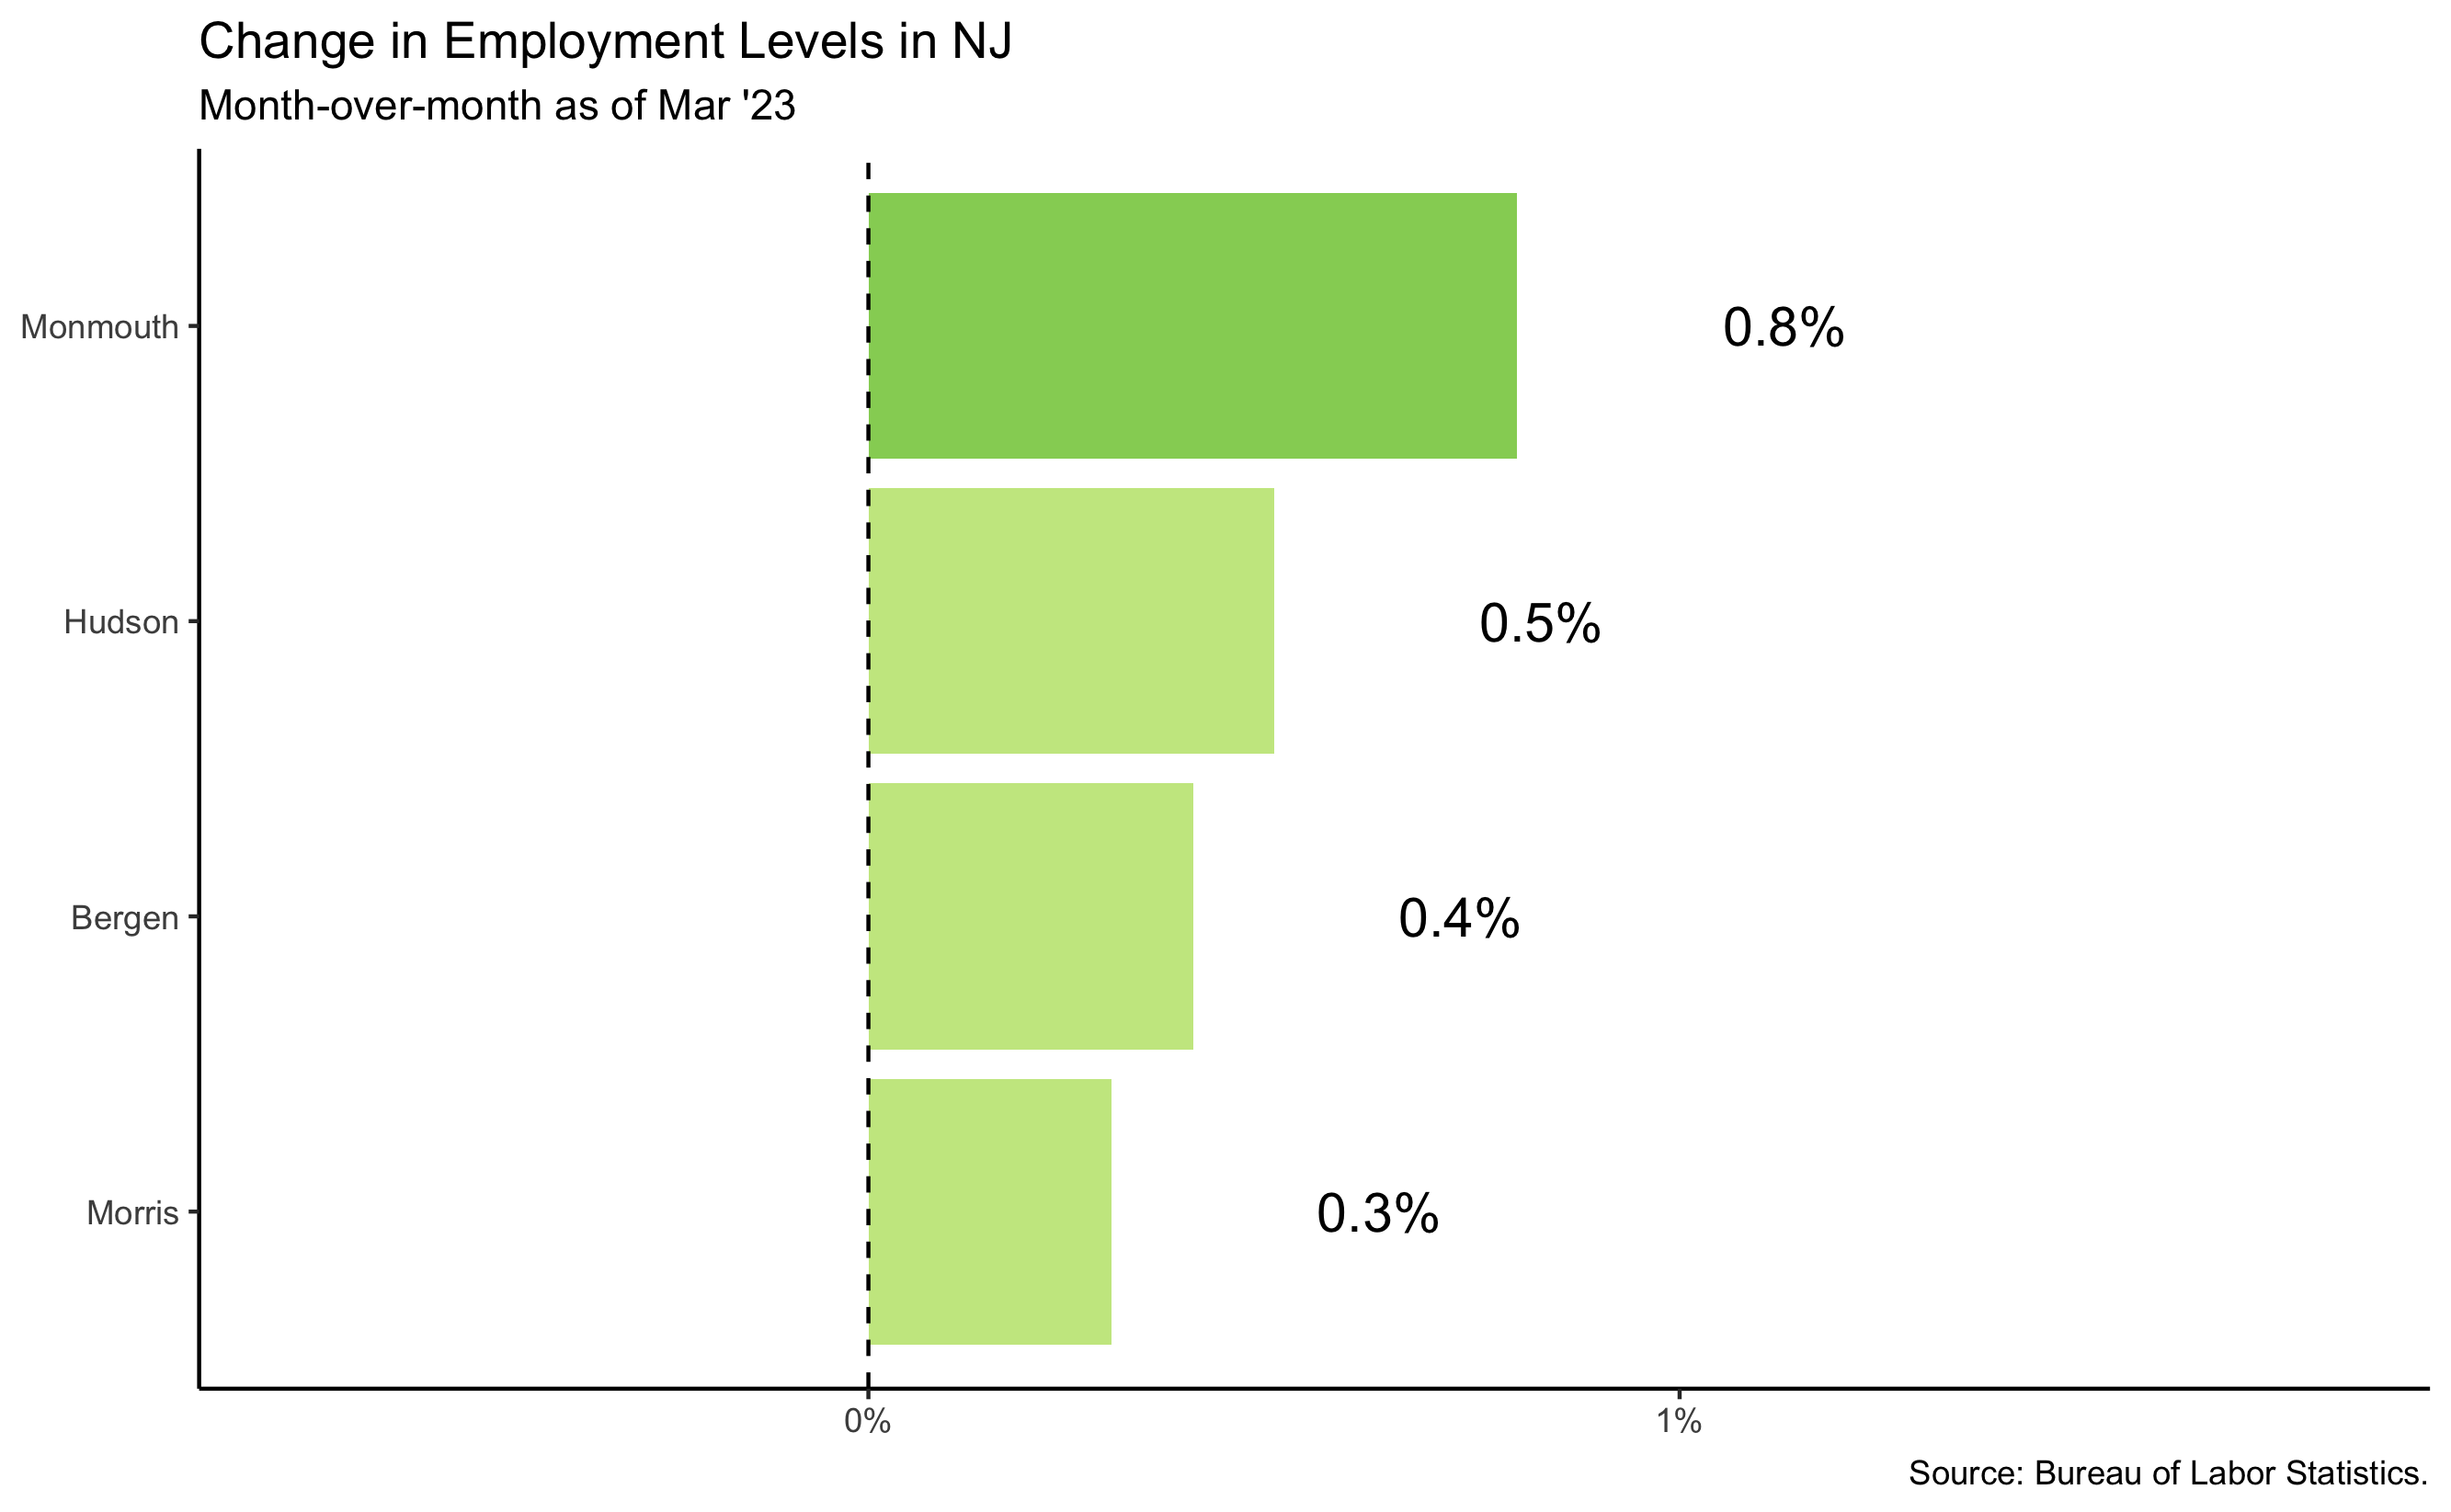 Change in Employment Levels in NJ
Month-over-month as of Mar '23
Monmouth
0.8%
Hudson
0.5%
Bergen
0.4%
Morris
0.3%
0%
1%
Source: Bureau of Labor Statistics.